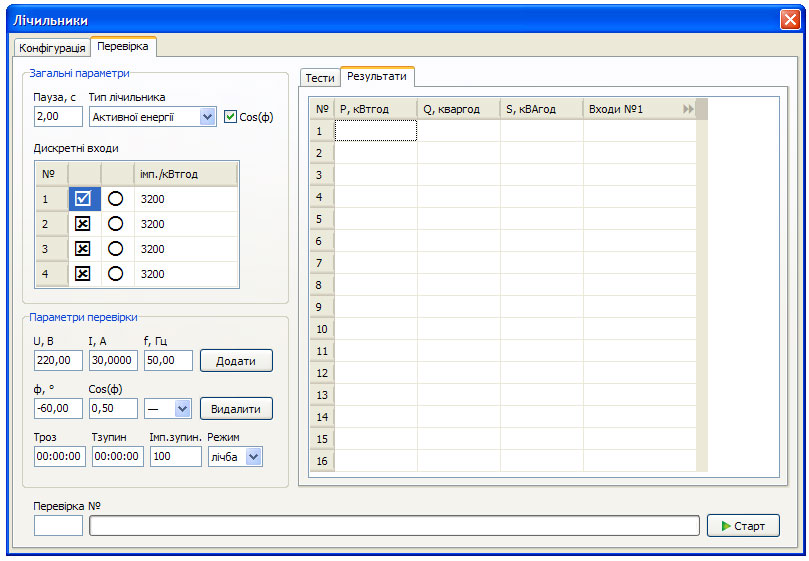 Лічильники
Конфігурація Перевірка
Загальні параметри
Пауза, с Тип лічильника
2,00 Активної енергії Cos(ф)
Дискретні входи
№ імп./кВтгод
1 3200
2 3200
3 3200
4 3200
Параметри перевірки
U, В I, А f, Гц
220,00 30,0000 50,00 Додати
ф, ° Cos(ф)
-60,00 0,50 — Видалити
Троз Тзупин Імп.зупин. Режим
00:00:00 00:00:00 100 лічба
Тести Результати
№ P, кВтгод Q, кваргод S, кВАгод Входи №1
1
2
3
4
5
6
7
8
9
10
11
12
13
14
15
16
Перевірка №
Старт